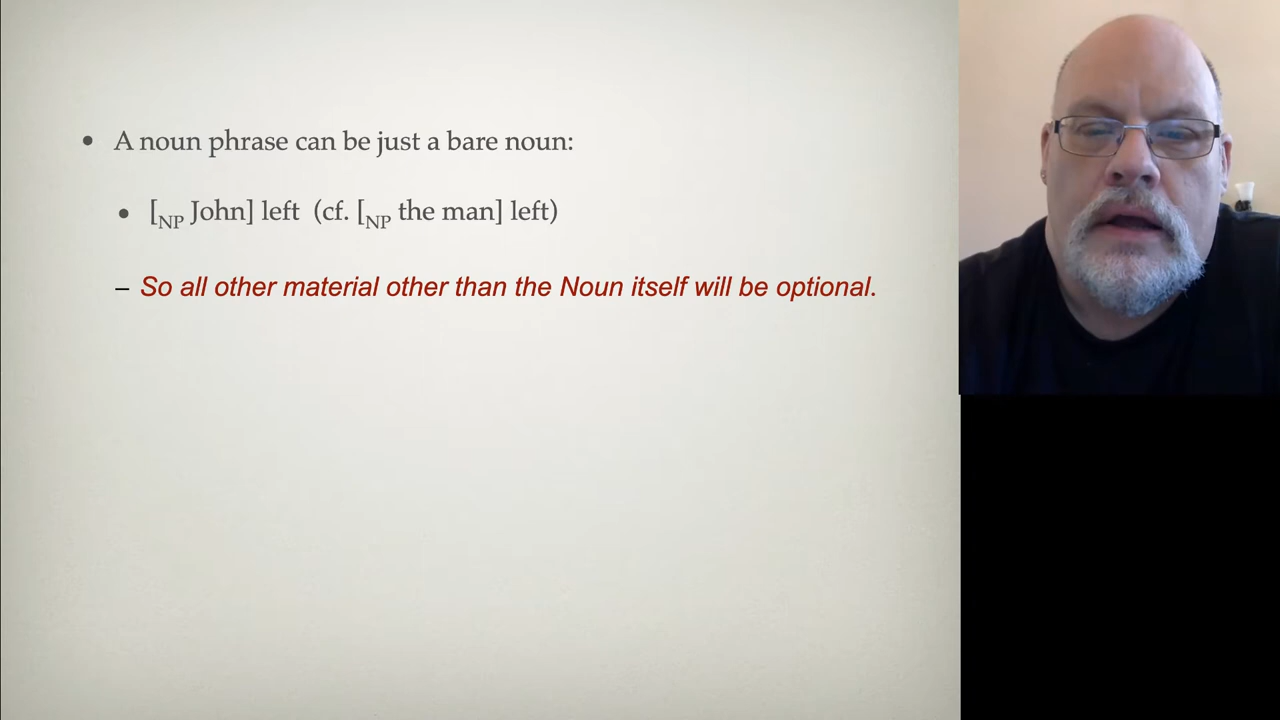 • A noun phrase can be just a bare noun:
• [NP John] left (cf. [NP the man] left)
– So all other material other than the Noun itself will be optional.